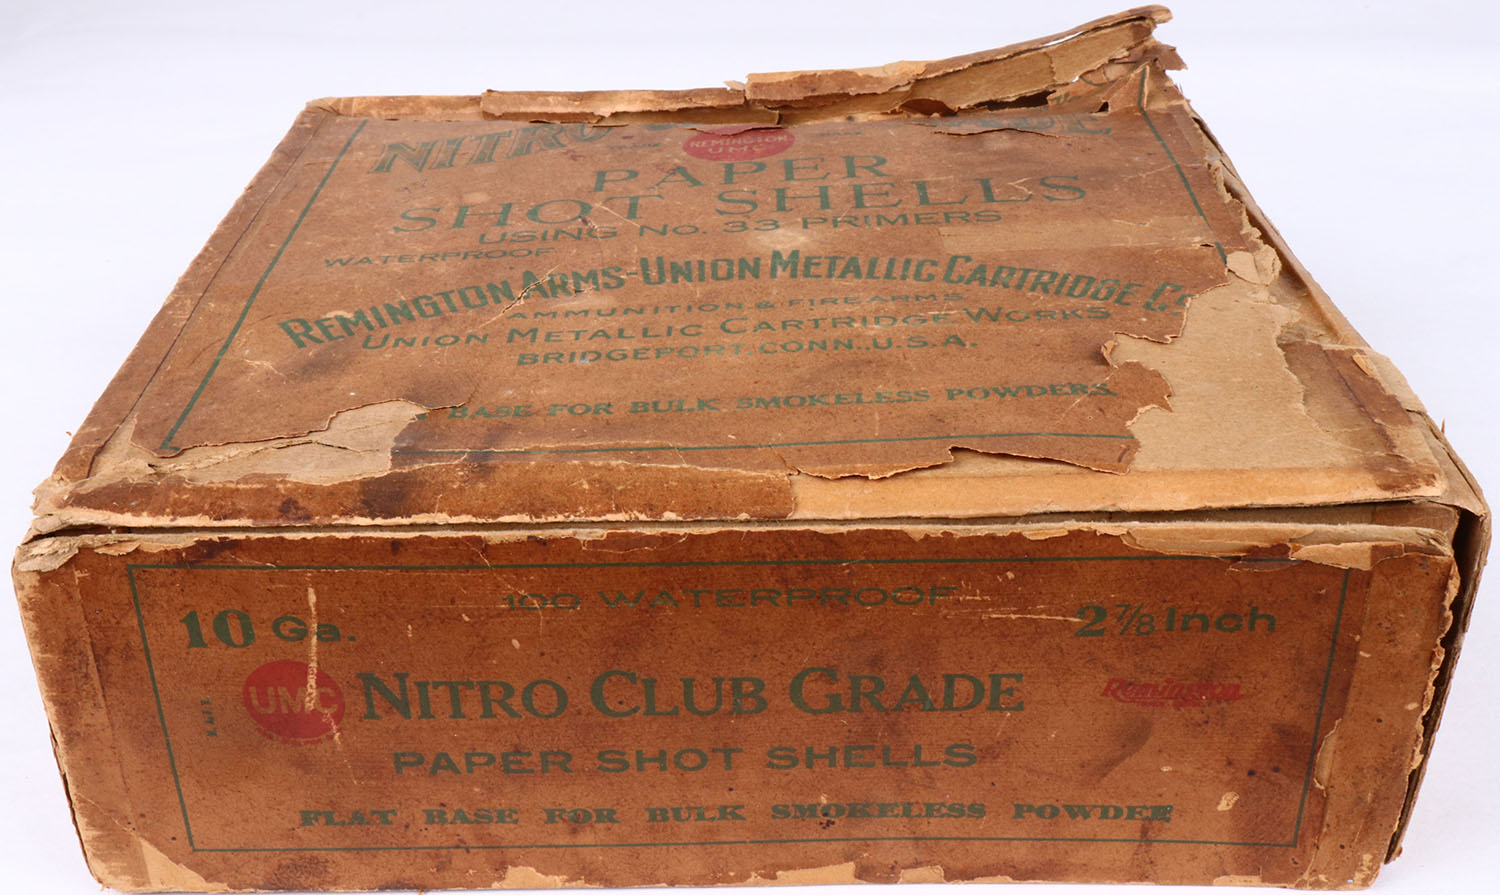 NITRO
REMINGTON
UMC
PAPER
SHOT SHELLS
USING NO. 33 PRIMERS
WATERPROOF
REMINGTON ARMS-UNION METALLIC CARTRIDGE Co
AMMUNITION & FIREARMS
UNION METALLIC CARTRIDGE WORKS
BRIDGEPORT, CONN., U.S.A.
BASE FOR BULK SMOKELESS POWDERS
100 WATERPROOF
10 Ga.
2 7/8 Inch
UMC
NITRO CLUB GRADE
Remington
PAPER SHOT SHELLS
FLAT BASE FOR BULK SMOKELESS POWDER